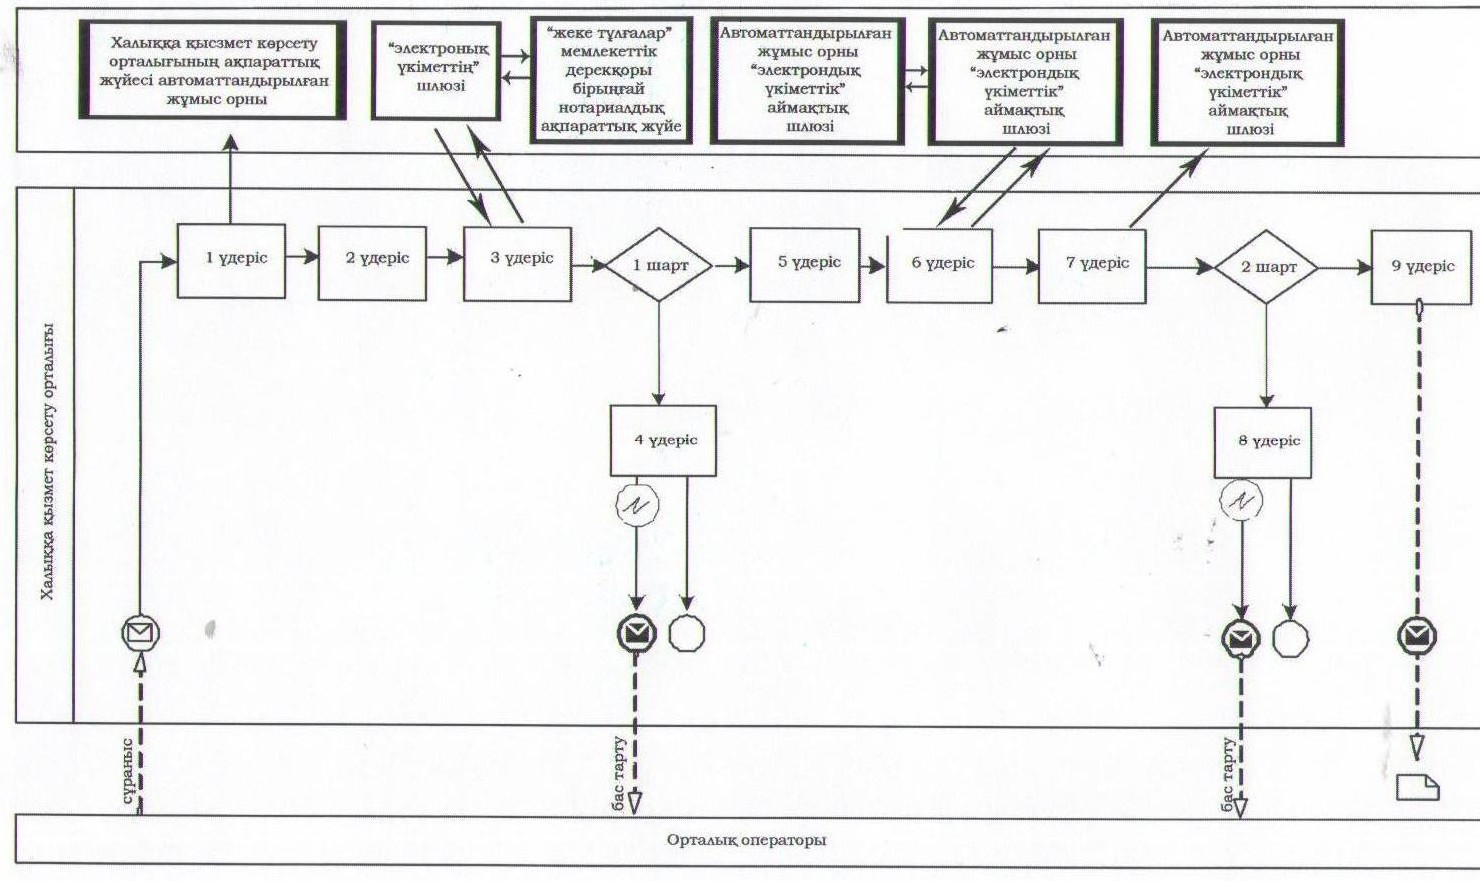 Халыққа қысзмет көрсету
орталығының ақпараттық
жүйесі автоматтандырылған
жұмыс орны
“электроның
үкіметтің”
шлюзі
“жеке тұлғалар”
мемлекеттік
дерекқоры
бірыңғай
нотариалдық
ақпараттық жүйе
Автоматтандырылған
жұмыс орны
“электрондық
үкіметтік”
аймақтық
шлюзі
Автоматтандырылған
жұмыс орны
“электрондық
үкіметтік”
аймақтық
шлюзі
Автоматтандырылған
жұмыс орны
“электрондық
үкіметтік”
аймақтық
шлюзі
Халыққа қызмет көрсету орталығы
1 үдеріс
2 үдеріс
3 үдеріс
1 шарт
5 үдеріс
6 үдеріс
7 үдеріс
2 шарт
9 үдеріс
4 үдеріс
8 үдеріс
сұраныс
бас тарту
бас тарту
Орталық операторы